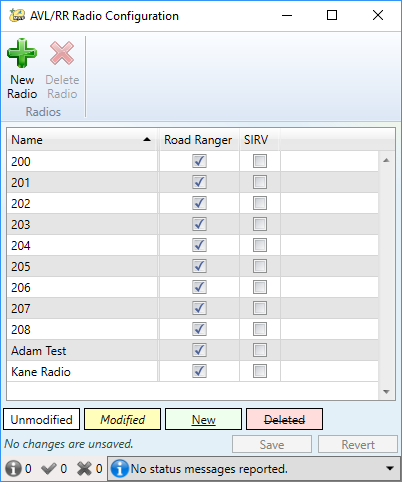 AVL/RR Radio Configuration
New Radio
Delete Radio
Radios
Name Road Ranger SIRV
200
201
202
203
204
205
206
207
208
Adam Test
Kane Radio
Unmodified Modified New Deleted
No changes are unsaved. Save Revert
0 0 0 No status messages reported.